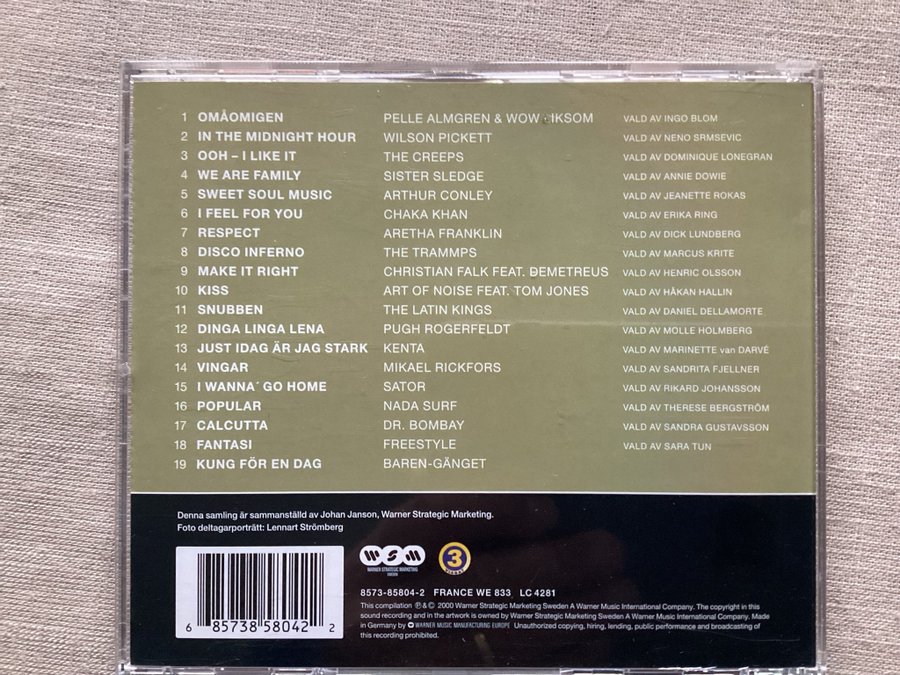 1 OMÅOMIGEN PELLE ALMGREN & WOW LIKSOM VALD AV INGO BLOM
2 IN THE MIDNIGHT HOUR WILSON PICKETT VALD AV NENO SRMSEVIC
3 OOH – I LIKE IT THE CREEPS VALD AV DOMINIQUE LONEGRAN
4 WE ARE FAMILY SISTER SLEDGE VALD AV ANNIE DOWIE
5 SWEET SOUL MUSIC ARTHUR CONLEY VALD AV JEANETTE ROKAS
6 I FEEL FOR YOU CHAKA KHAN VALD AV ERIKA RING
7 RESPECT ARETHA FRANKLIN VALD AV DICK LUNDBERG
8 DISCO INFERNO THE TRAMMPS VALD AV MARCUS KRITE
9 MAKE IT RIGHT CHRISTIAN FALK FEAT. DEMETREUS VALD AV HENRIC OLSSON
10 KISS ART OF NOISE FEAT. TOM JONES VALD AV HÅKAN HALLIN
11 SNUBBEN THE LATIN KINGS VALD AV DANIEL DELLAMORTE
12 DINGA LINGA LENA PUGH ROGERFELDT VALD AV MOLLE HOLMBERG
13 JUST IDAG ÄR JAG STARK KENTA VALD AV MARINETTE van DARVÉ
14 VINGAR MIKAEL RICKFORS VALD AV SANDRITA FJELLNER
15 I WANNA´ GO HOME SATOR VALD AV RIKARD JOHANSSON
16 POPULAR NADA SURF VALD AV THERESE BERGSTRÖM
17 CALCUTTA DR. BOMBAY VALD AV SANDRA GUSTAVSSON
18 FANTASI FREESTYLE VALD AV SARA TUN
19 KUNG FÖR EN DAG BAREN-GÄNGET
Denna samling är sammanställd av Johan Janson, Warner Strategic Marketing.
Foto deltagarporträtt: Lennart Strömberg
WSM
WARNER STRATEGIC MARKETING
SWEDEN
3
VIASAT
8573-85804-2 FRANCE WE 833 LC 4281
This compilation ℗ & © 2000 Warner Strategic Marketing Sweden A Warner Music International Company. The copyright in this
sound recording and in the artwork is owned by Warner Strategic Marketing Sweden A Warner Music International Company. Made
in Germany by WARNER MUSIC MANUFACTURING EUROPE Unauthorized copying, hiring, lending, public performance and broadcasting of
this recording prohibited.
6 85738 58042 2